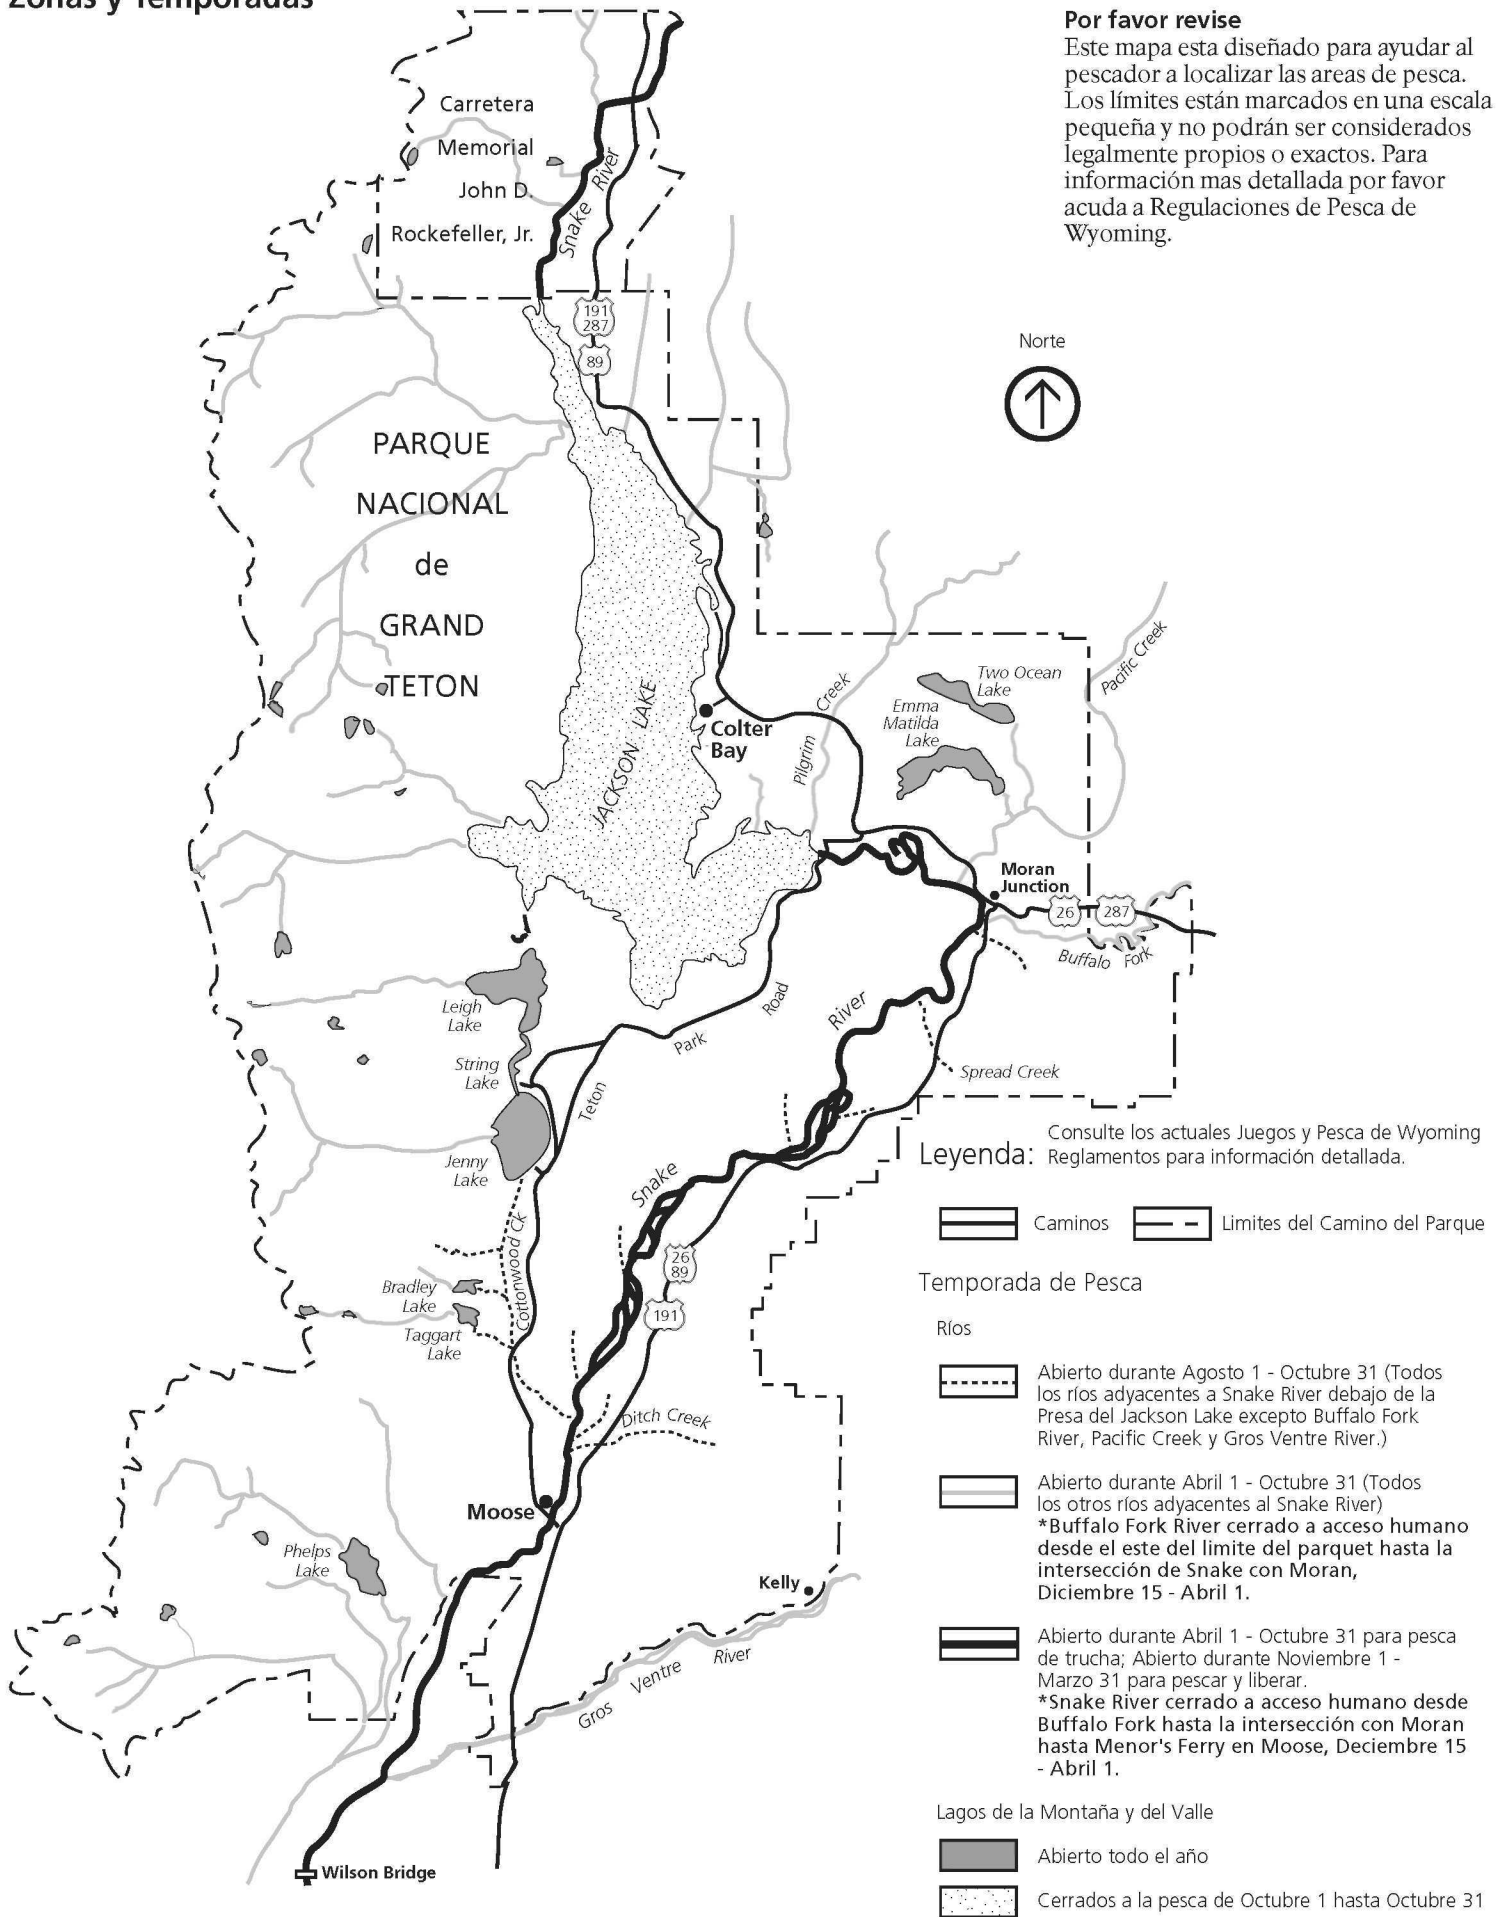 Zonas y Temporadas
Por favor revise
Este mapa esta diseñado para ayudar al
pescador a localizar las areas de pesca.
Los límites están marcados en una escala
pequeña y no podrán ser considerados
legalmente propios o exactos. Para
información mas detallada por favor
acuda a Regulaciones de Pesca de
Wyoming.
Norte
Carretera
Memorial
John D.
Rockefeller, Jr.
Snake River
191
287
89
PARQUE
NACIONAL
de
GRAND
TETON
JACKSON LAKE
Colter
Bay
Pilgrim Creek
Two Ocean
Lake
Emma
Matilda
Lake
Pacific Creek
Moran
Junction
26
287
Buffalo Fork
Leigh
Lake
String
Lake
Jenny
Lake
Teton Park Road
Snake River
Spread Creek
26
89
191
Cottonwood Ck
Bradley
Lake
Taggart
Lake
Ditch Creek
Moose
Phelps
Lake
Kelly
Gros Ventre River
Wilson Bridge
Leyenda:
Consulte los actuales Juegos y Pesca de Wyoming
Reglamentos para información detallada.
Caminos
Limites del Camino del Parque
Temporada de Pesca
Ríos
Abierto durante Agosto 1 - Octubre 31 (Todos
los ríos adyacentes a Snake River debajo de la
Presa del Jackson Lake excepto Buffalo Fork
River, Pacific Creek y Gros Ventre River.)
Abierto durante Abril 1 - Octubre 31 (Todos
los otros ríos adyacentes al Snake River)
*Buffalo Fork River cerrado a acceso humano
desde el este del limite del parquet hasta la
intersección de Snake con Moran,
Diciembre 15 - Abril 1.
Abierto durante Abril 1 - Octubre 31 para pesca
de trucha; Abierto durante Noviembre 1 -
Marzo 31 para pescar y liberar.
*Snake River cerrado a acceso humano desde
Buffalo Fork hasta la intersección con Moran
hasta Menor's Ferry en Moose, Deciembre 15
- Abril 1.
Lagos de la Montaña y del Valle
Abierto todo el año
Cerrados a la pesca de Octubre 1 hasta Octubre 31